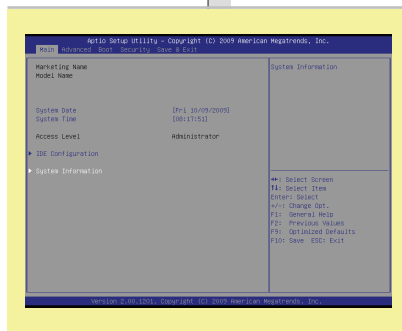 Aptio Setup Utility – Copyright (C) 2009 American Megatrends, Inc.
Main Advanced Boot Security Save & Exit
Marketing Name
Model Name
System Date [Fri 10/09/2009]
System Time [00:17:51]
Access Level Administrator
▶ IDE Configuration
▶ System Information
System Information
→←: Select Screen
↑↓: Select Item
Enter: Select
+/-: Change Opt.
F1: General Help
F2: Previous Values
F9: Optimized Defaults
F10: Save ESC: Exit
Version 2.00.1201. Copyright (C) 2009 American Megatrends, Inc.